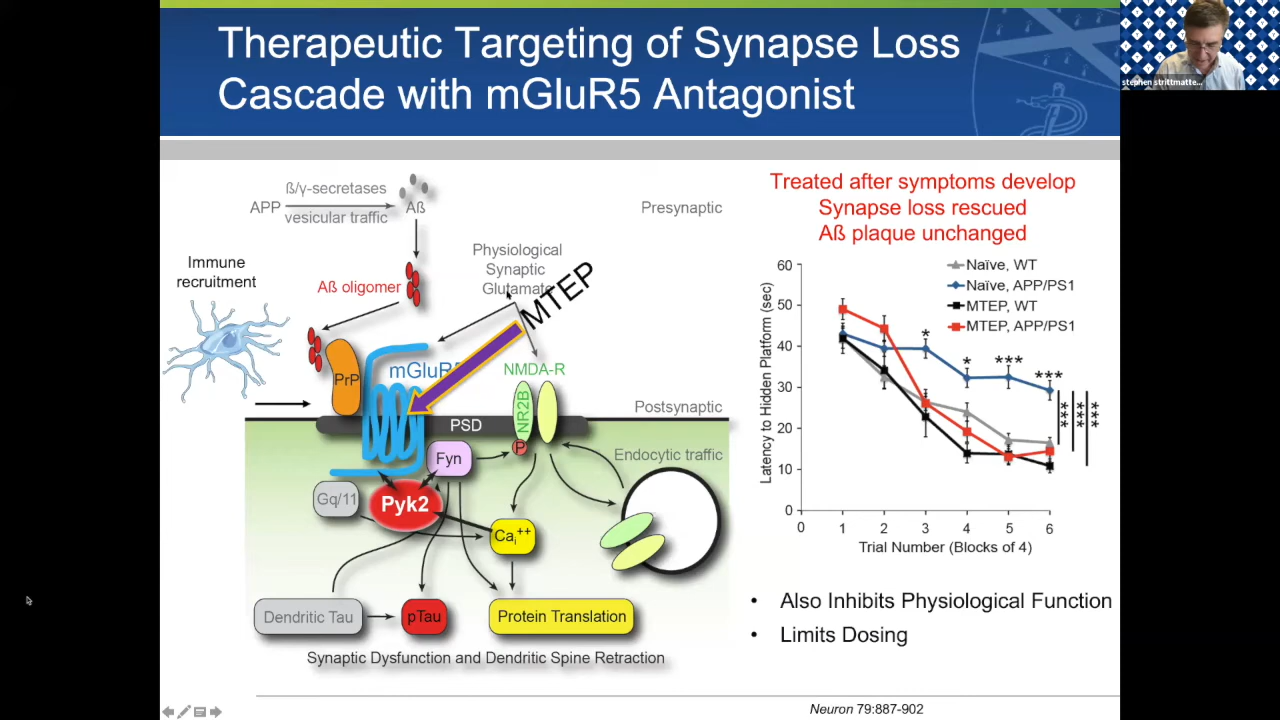 Therapeutic Targeting of Synapse Loss
Cascade with mGluR5 Antagonist
stephen strittmatte...
ß/γ-secretases
APP
vesicular traffic
Aß
Presynaptic
Immune
recruitment
Aß oligomer
Physiological
Synaptic
Glutamate
MTEP
PrP
mGluR5
NMDA-R
NR2B
Postsynaptic
PSD
P
Fyn
Endocytic traffic
Gq/11
Pyk2
Cai++
Dendritic Tau
pTau
Protein Translation
Synaptic Dysfunction and Dendritic Spine Retraction
Treated after symptoms develop
Synapse loss rescued
Aß plaque unchanged
Latency to Hidden Platform (sec)
60
50
40
30
20
10
0
Naïve, WT
Naïve, APP/PS1
MTEP, WT
MTEP, APP/PS1
*
*
***
***
***
***
***
0 1 2 3 4 5 6
Trial Number (Blocks of 4)
• Also Inhibits Physiological Function
• Limits Dosing
Neuron 79:887-902